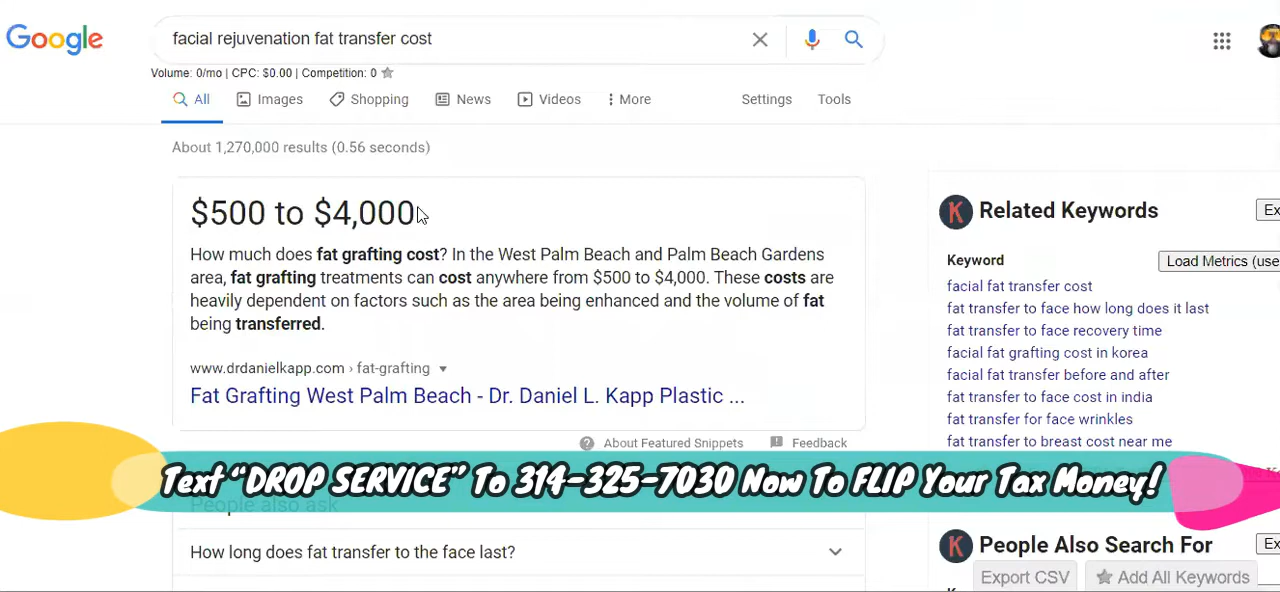 Google
facial rejuvenation fat transfer cost
Volume: 0/mo | CPC: $0.00 | Competition: 0
All
Images
Shopping
News
Videos
More
Settings
Tools
About 1,270,000 results (0.56 seconds)
$500 to $4,000
How much does fat grafting cost? In the West Palm Beach and Palm Beach Gardens
area, fat grafting treatments can cost anywhere from $500 to $4,000. These costs are
heavily dependent on factors such as the area being enhanced and the volume of fat
being transferred.
www.drdanielkapp.com › fat-grafting
Fat Grafting West Palm Beach - Dr. Daniel L. Kapp Plastic ...
About Featured Snippets
Feedback
Text “DROP SERVICE” To 314-325-7030 Now To FLIP Your Tax Money!
People also ask
How long does fat transfer to the face last?
K
Related Keywords
Ex
Keyword
Load Metrics (use
facial fat transfer cost
fat transfer to face how long does it last
fat transfer to face recovery time
facial fat grafting cost in korea
facial fat transfer before and after
fat transfer to face cost in india
fat transfer for face wrinkles
fat transfer to breast cost near me
K
People Also Search For
Ex
Export CSV
Add All Keywords